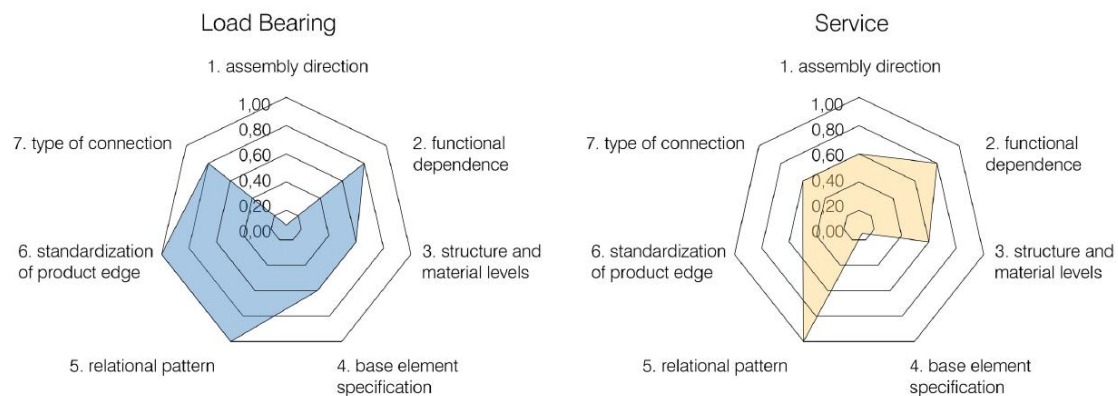 Load Bearing
1. assembly direction
1,00
0,80
0,60
0,40
0,20
0,00
2. functional
dependence
3. structure and
material levels
4. base element
specification
5. relational pattern
6. standardization
of product edge
7. type of connection
Service
1. assembly direction
1,00
0,80
0,60
0,40
0,20
0,00
2. functional
dependence
3. structure and
material levels
4. base element
specification
5. relational pattern
6. standardization
of product edge
7. type of connection